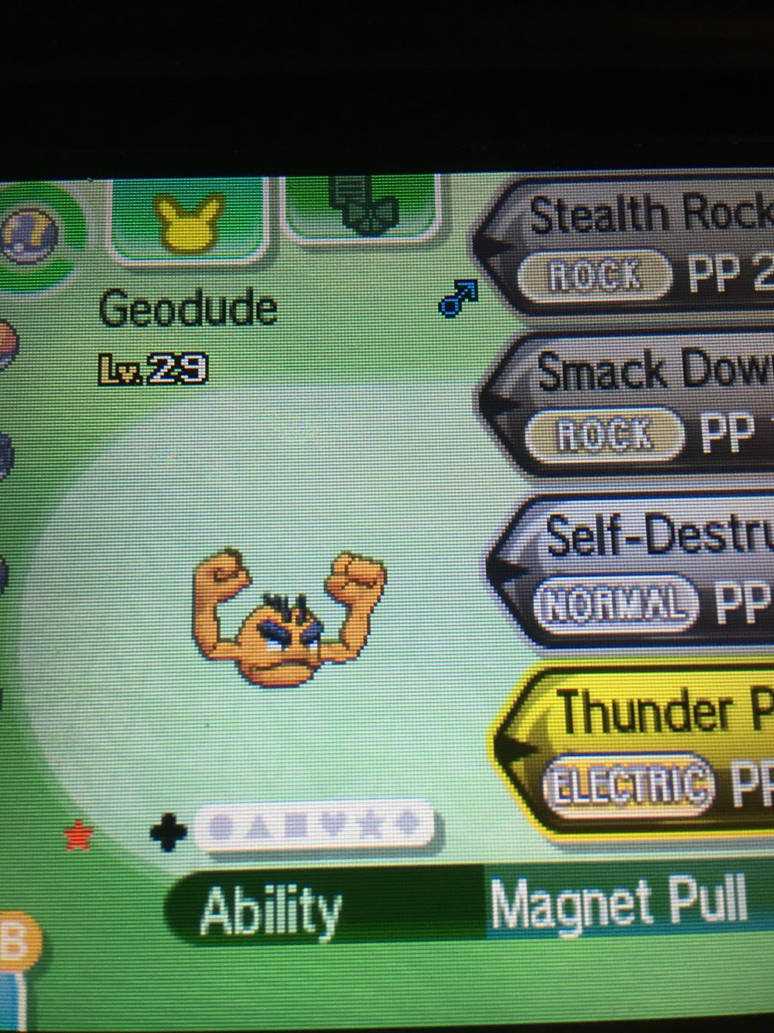 Geodude ♂
Lv.29
Stealth Rock
ROCK PP 2
Smack Dow
ROCK PP
Self-Destru
NORMAL PP
Thunder P
ELECTRIC PP
Ability Magnet Pull
B